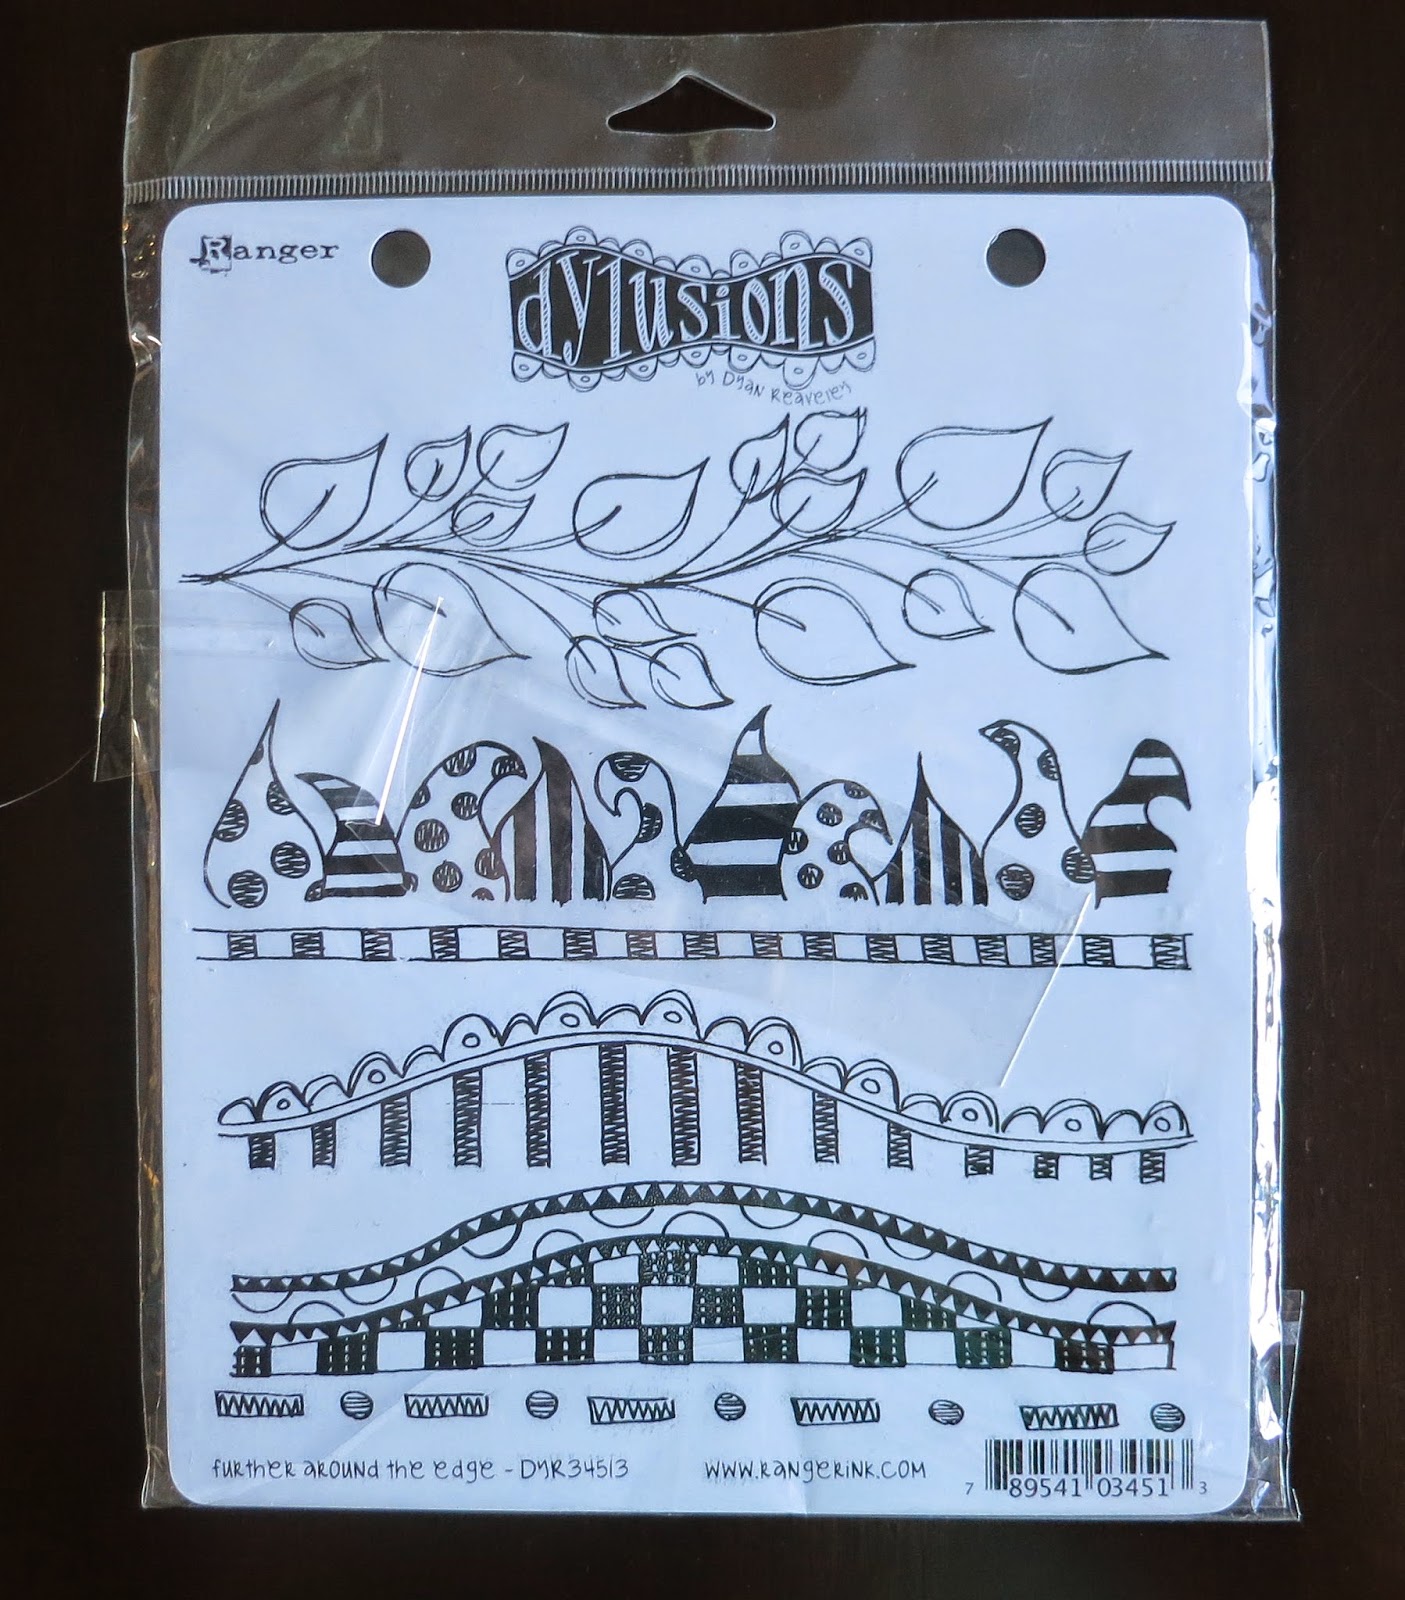 Ranger
dylusions
by Dyan Reaveley
further around the edge - DYR34513
www.rangerink.com
7 89541 03451 3